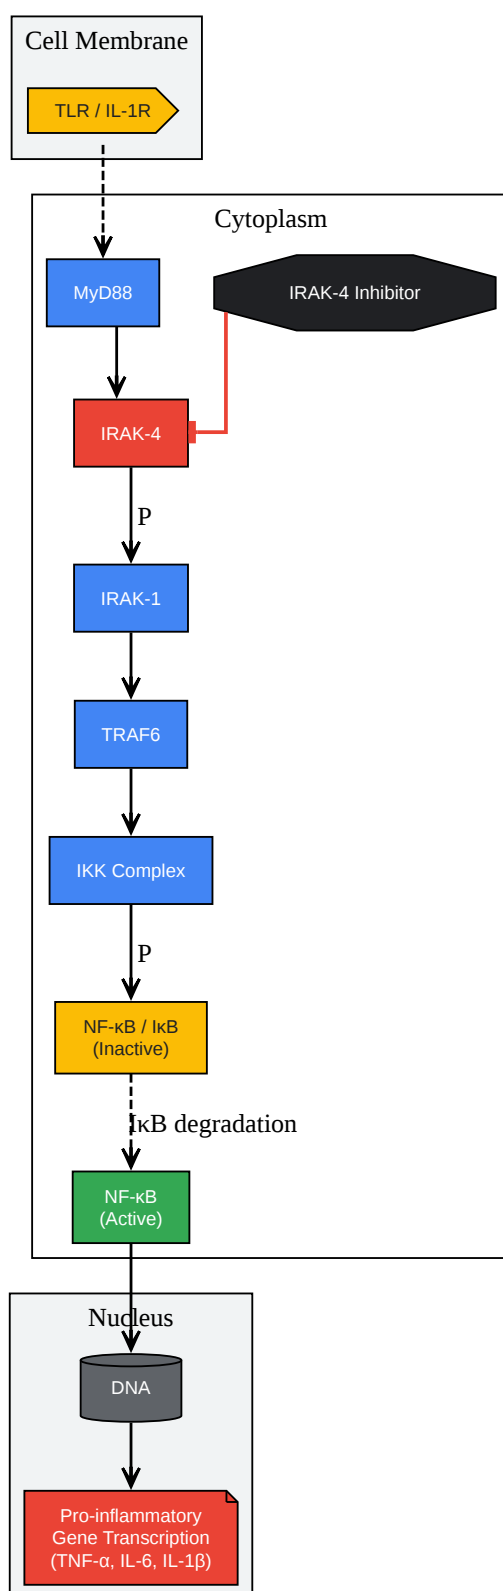 Cell Membrane
TLR / IL-1R
Cytoplasm
MyD88
IRAK-4 Inhibitor
IRAK-4
P
IRAK-1
TRAF6
IKK Complex
P
NF-κB / IκB
(Inactive)
IκB degradation
NF-κB
(Active)
Nucleus
DNA
Pro-inflammatory
Gene Transcription
(TNF-α, IL-6, IL-1β)